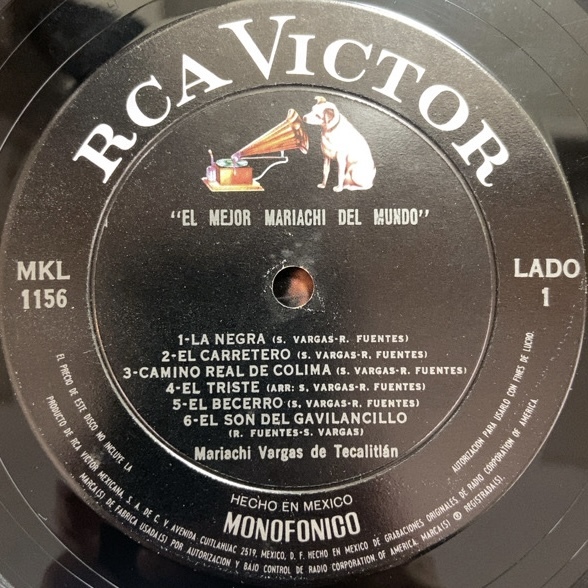 RCA VICTOR
"EL MEJOR MARIACHI DEL MUNDO"
MKL
1156
LADO
1
1-LA NEGRA (S. VARGAS-R. FUENTES)
2-EL CARRETERO (S. VARGAS-R. FUENTES)
3-CAMINO REAL DE COLIMA (S. VARGAS-R. FUENTES)
4-EL TRISTE (ARR: S. VARGAS-R. FUENTES)
5-EL BECERRO (S. VARGAS-R. FUENTES)
6-EL SON DEL GAVILANCILLO
(R. FUENTES-S. VARGAS)
Mariachi Vargas de Tecalitlán
HECHO EN MEXICO
MONOFONICO
EL PRECIO DE ESTE DISCO NO INCLUYE LA AUTORIZACION PARA USARLO CON FINES DE LUCRO.
PRODUCTO DE RCA VICTOR MEXICANA, S. A. DE C. V. AVENIDA CUITLAHUAC 2519, MEXICO, D. F. HECHO EN MEXICO DE GRABACIONES ORIGINALES DE RADIO CORPORATION OF AMERICA.
MARCA(S) DE FABRICA USADA(S) POR AUTORIZACION Y BAJO CONTROL DE RADIO CORPORATION OF AMERICA. MARCA(S) ® REGISTRADA(S).